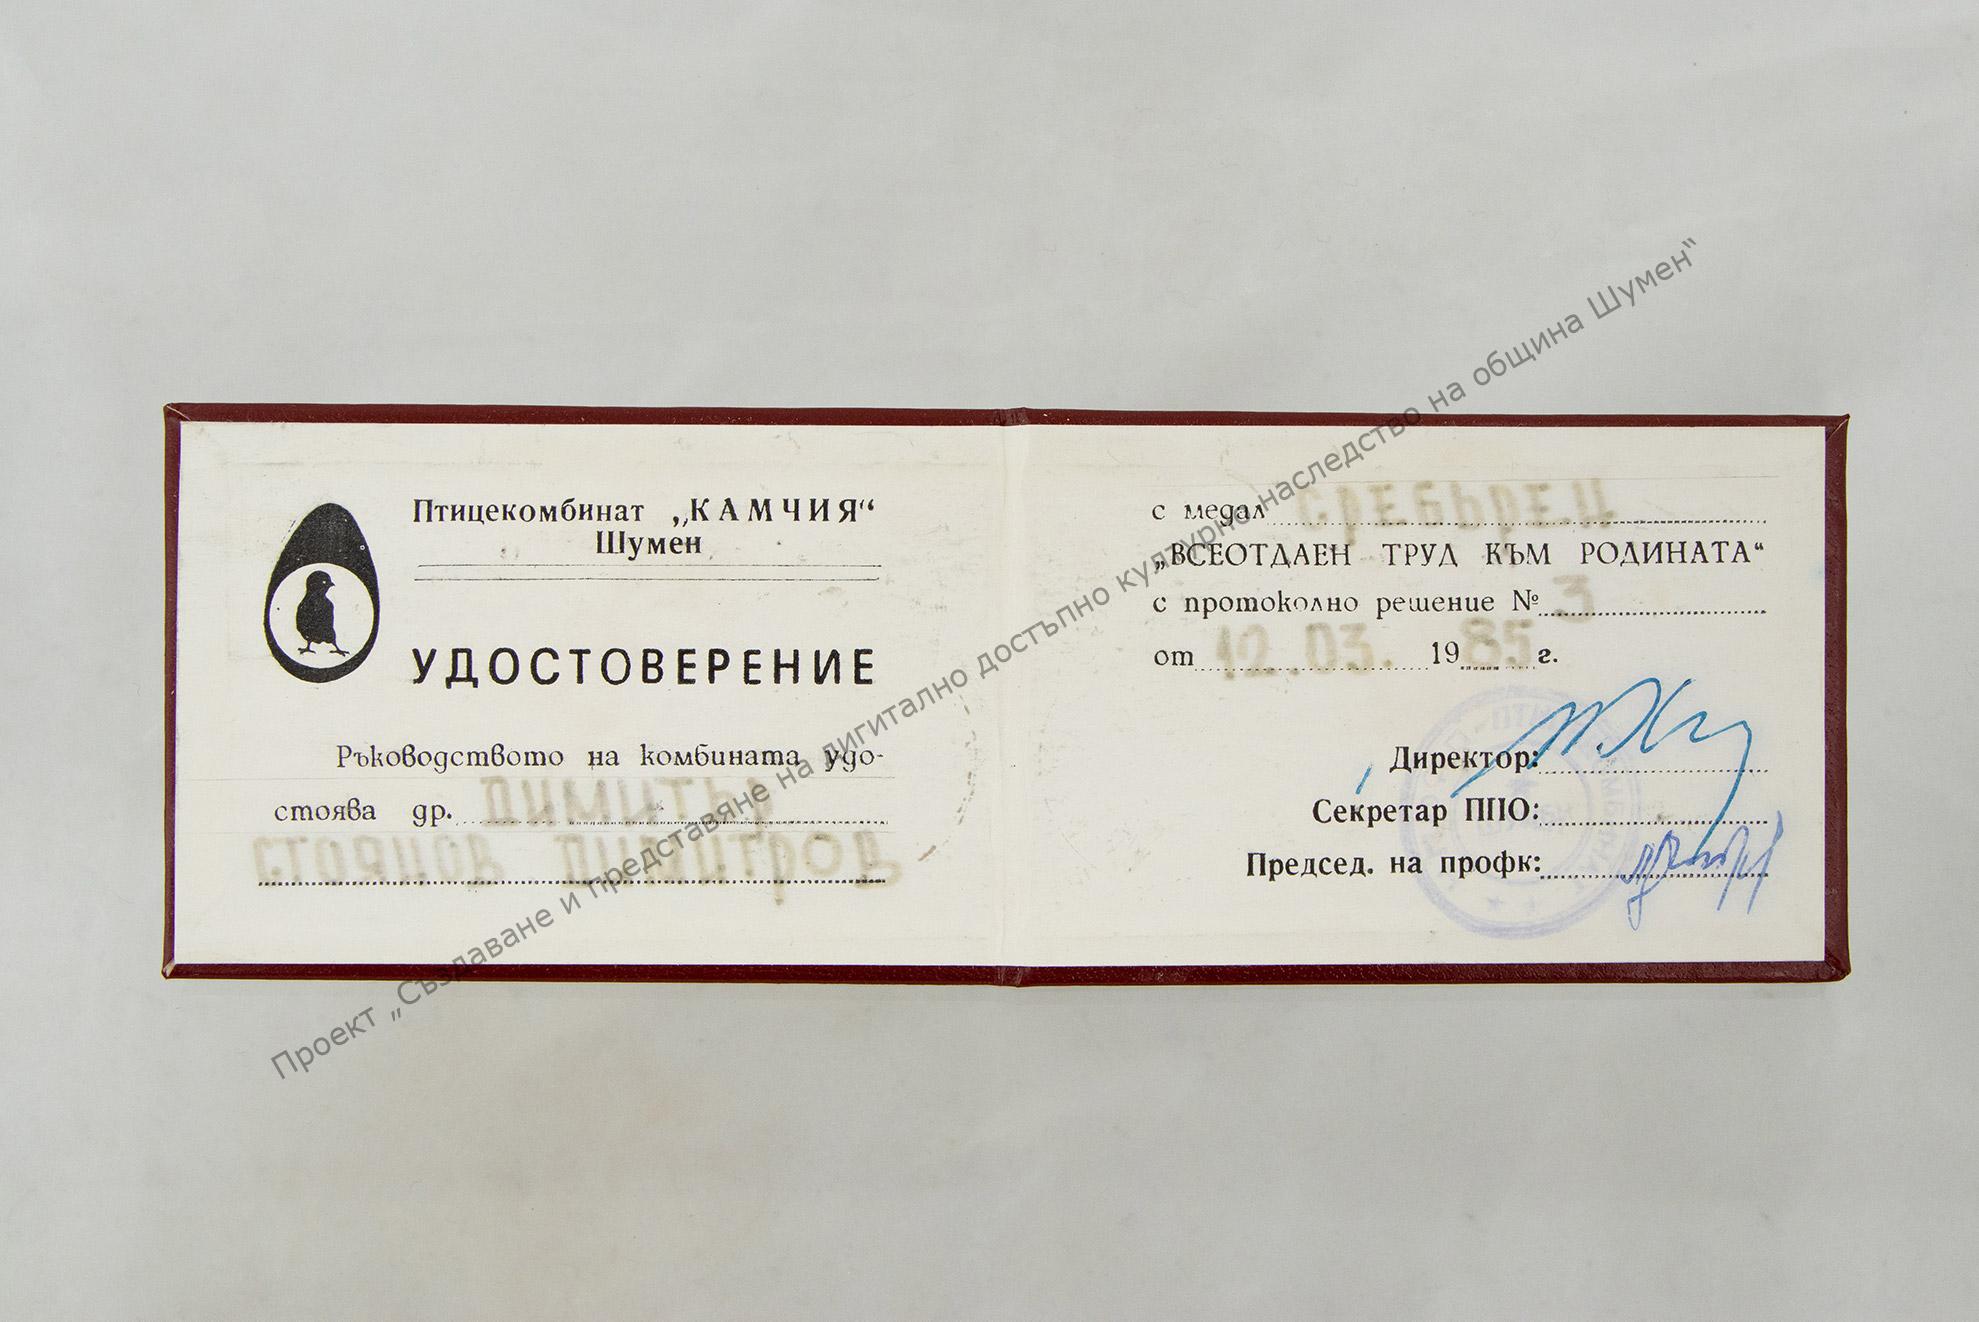 Птицекомбинат „КАМЧИЯ“
Шумен
УДОСТОВЕРЕНИЕ
Ръководството на комбината удо-
стоява др. ДИМИТЪР
СТОЯНОВ ДИМИТРОВ
с медал СРЕБЪРЕН
„ВСЕОТДАЕН ТРУД КЪМ РОДИНАТА“
с протоколно решение № 3
от 12.03. 1985 г.
Директор:
Секретар ППО:
Председ. на профк:
Проект „Създаване и представяне на дигитално достъпно културно наследство на община Шумен“